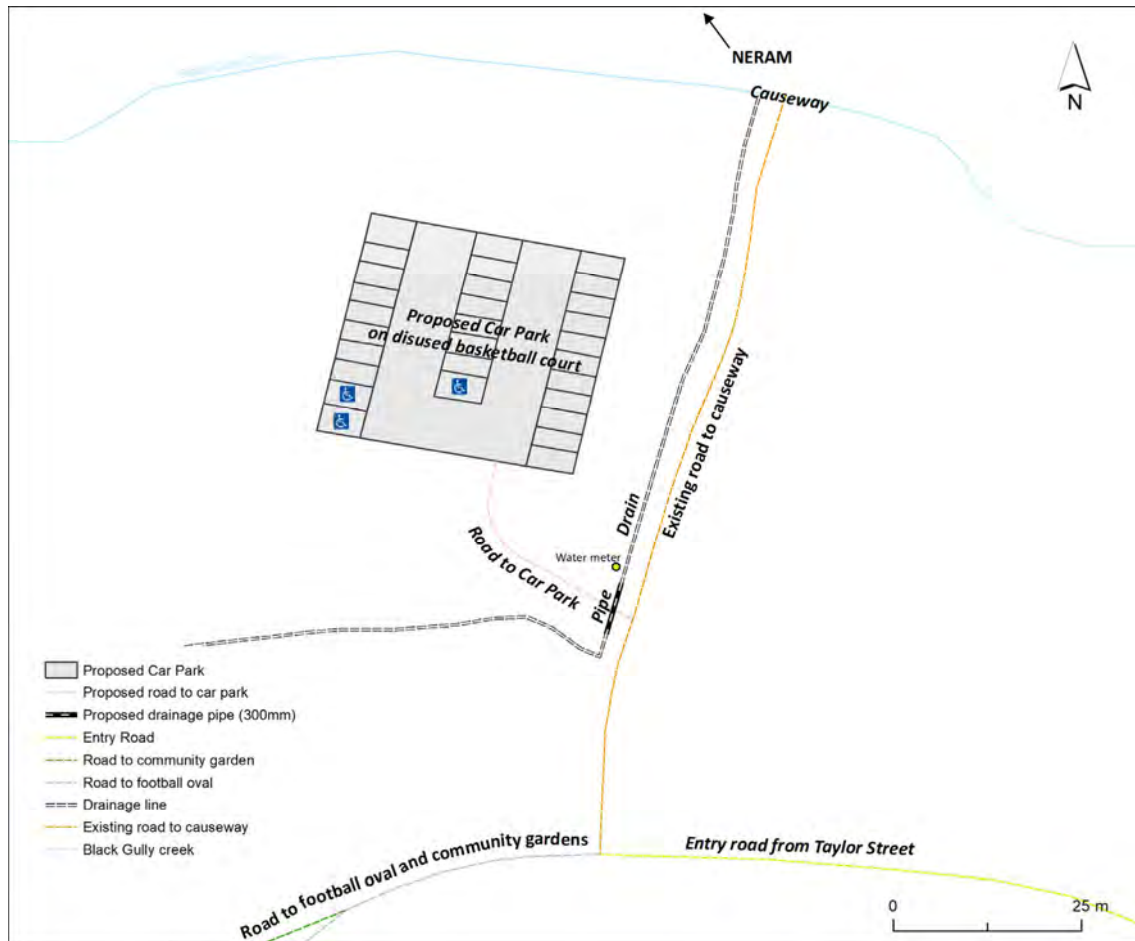 NERAM
N
Causeway
Proposed Car Park
on disused basketball court
Existing road to causeway
Drain
Water meter
Road to Car Park
Pipe
Proposed Car Park
Proposed road to car park
Proposed drainage pipe (300mm)
Entry Road
Road to community garden
Road to football oval
Drainage line
Existing road to causeway
Black Gully creek
Road to football oval and community gardens
Entry road from Taylor Street
0
25 m